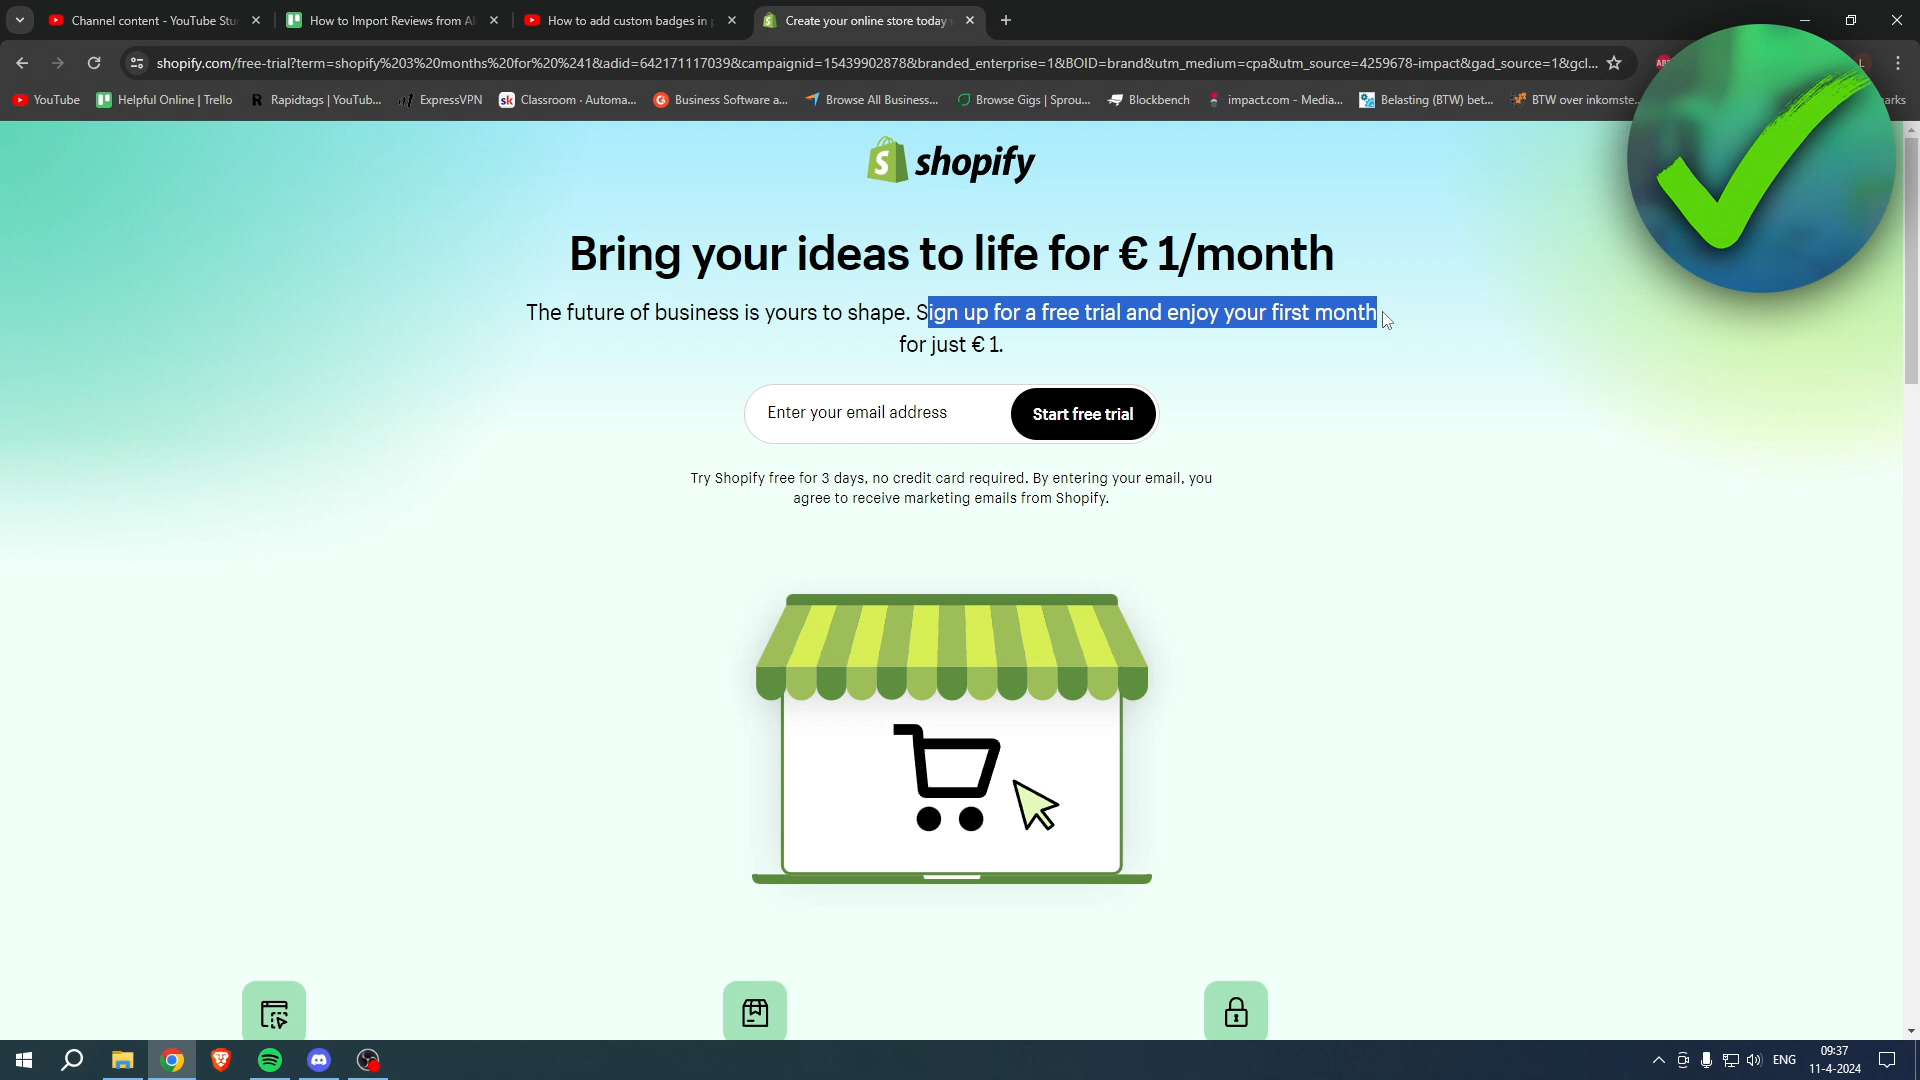 Channel content - YouTube Stu
How to Import Reviews from Al
How to add custom badges in
Create your online store today
shopify.com/free-trial?term=shopify%203%20months%20for%20%241&adid=642171117039&campaignid=15439902878&branded_enterprise=1&BOID=brand&utm_medium=cpa&utm_source=4259678-impact&gad_source=1&gcl...
YouTube
Helpful Online | Trello
Rapidtags | YouTub...
ExpressVPN
Classroom - Automa...
Business Software a...
Browse All Business...
Browse Gigs | Sprou...
Blockbench
impact.com - Media...
Belasting (BTW) bet...
BTW over inkomste...
arks
shopify
Bring your ideas to life for € 1/month
The future of business is yours to shape. Sign up for a free trial and enjoy your first month
for just € 1.
Enter your email address
Start free trial
Try Shopify free for 3 days, no credit card required. By entering your email, you
agree to receive marketing emails from Shopify.
ENG
09:37
11-4-2024